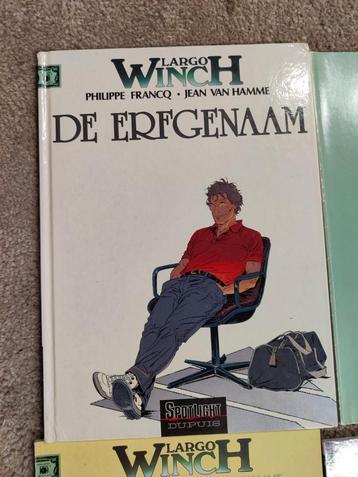 LARGO
WINCH
PHILIPPE FRANCQ • JEAN VAN HAMME
DE ERFGENAAM
SPOTLIGHT
DUPUIS
LARGO
WINCH